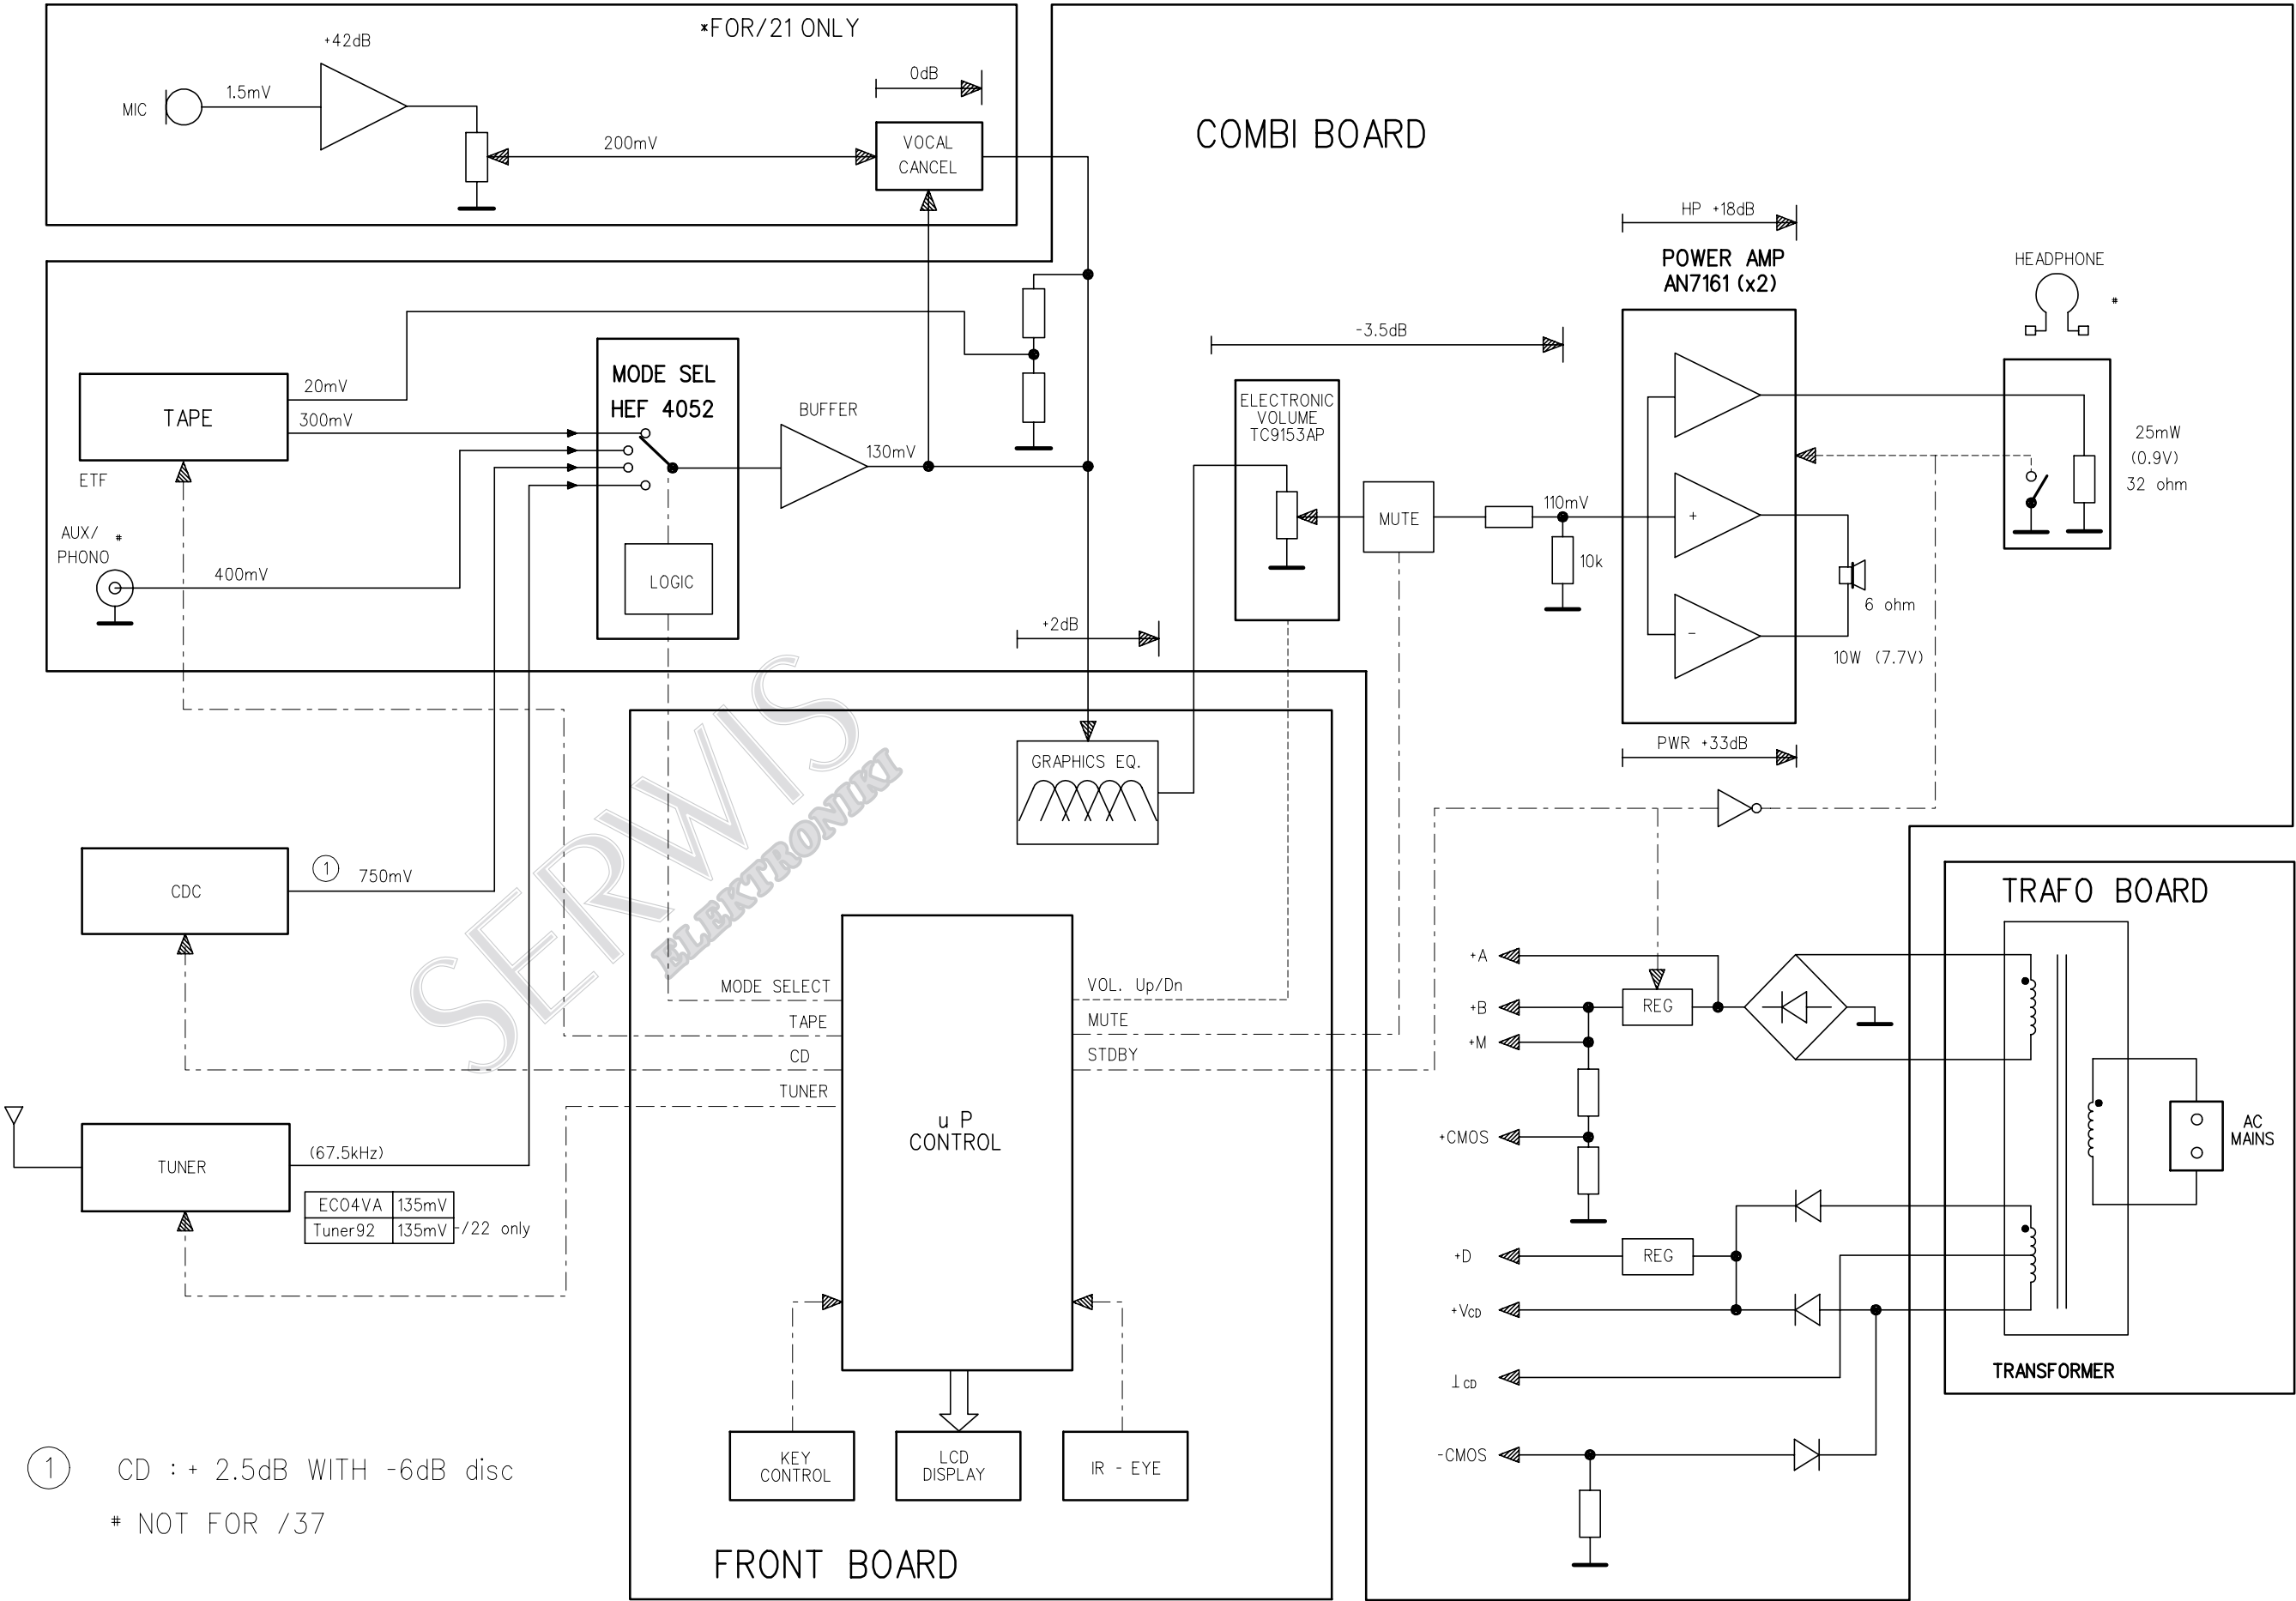 *FOR/21 ONLY
+42dB
MIC
1.5mV
200mV
0dB
VOCAL
CANCEL
COMBI BOARD
HP +18dB
POWER AMP
AN7161 (x2)
HEADPHONE
#
-3.5dB
TAPE
20mV
300mV
ETF
AUX/
PHONO
#
400mV
MODE SEL
HEF 4052
LOGIC
BUFFER
130mV
ELECTRONIC
VOLUME
TC9153AP
MUTE
110mV
10k
+
-
6 ohm
10W (7.7V)
25mW
(0.9V)
32 ohm
+2dB
PWR +33dB
GRAPHICS EQ.
SERWIS
ELEKTRONIKI
CDC
1
750mV
TUNER
(67.5kHz)
ECO4VA 135mV
Tuner92 135mV -/22 only
MODE SELECT
TAPE
CD
TUNER
u P
CONTROL
VOL. Up/Dn
MUTE
STDBY
KEY
CONTROL
LCD
DISPLAY
IR - EYE
FRONT BOARD
+A
+B
+M
+CMOS
+D
+VCD
⊥CD
-CMOS
REG
REG
TRAFO BOARD
AC
MAINS
TRANSFORMER
1 CD : + 2.5dB WITH -6dB disc
# NOT FOR /37